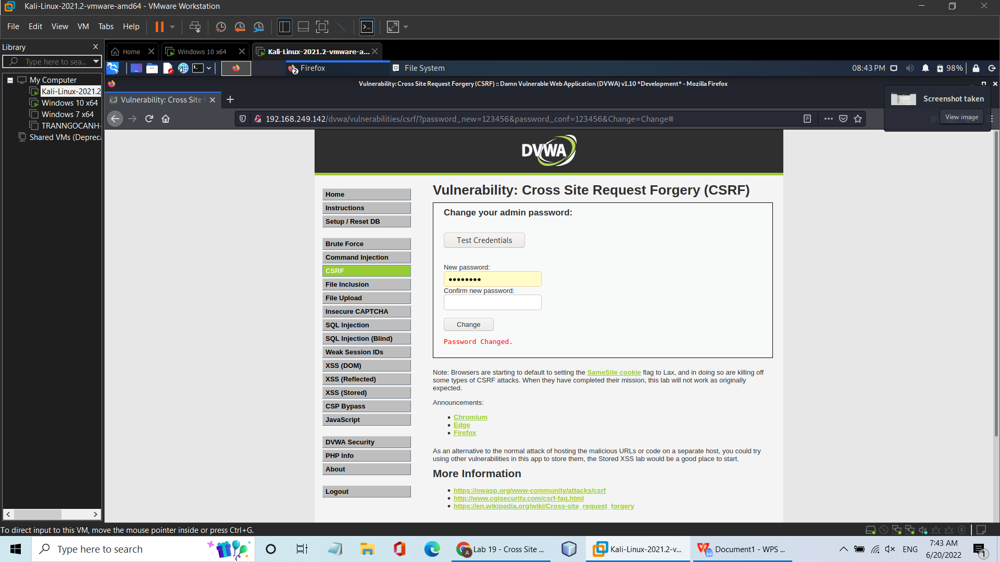 Kali-Linux-2021.2-vmware-amd64 - VMware Workstation
File Edit View VM Tabs Help
Library
Type here to sea...
My Computer
Kali-Linux-2021.2
Windows 10 x64
Windows 7 x64
TRANNGOCANH-
Shared VMs (Depreca
Home
Windows 10 x64
Kali-Linux-2021.2-vmware-a...
2 Firefox
File System
08:43 PM
98%
Vulnerability: Cross Site Request Forgery (CSRF) :: Damn Vulnerable Web Application (DVWA) v1.10 *Development* - Mozilla Firefox
Vulnerability: Cross Site
192.168.249.142/dvwa/vulnerabilities/csrf/?password_new=123456&password_conf=123456&Change=Change#
Screenshot taken
View image
DVWA
Home
Instructions
Setup / Reset DB
Brute Force
Command Injection
CSRF
File Inclusion
File Upload
Insecure CAPTCHA
SQL Injection
SQL Injection (Blind)
Weak Session IDs
XSS (DOM)
XSS (Reflected)
XSS (Stored)
CSP Bypass
JavaScript
DVWA Security
PHP Info
About
Logout
Vulnerability: Cross Site Request Forgery (CSRF)
Change your admin password:
Test Credentials
New password:
Confirm new password:
Change
Password Changed.
Note: Browsers are starting to default to setting the SameSite cookie flag to Lax, and in doing so are killing off
some types of CSRF attacks. When they have completed their mission, this lab will not work as originally
expected.
Announcements:
Chromium
Edge
Firefox
As an alternative to the normal attack of hosting the malicious URLs or code on a separate host, you could try
using other vulnerabilities in this app to store them, the Stored XSS lab would be a good place to start.
More Information
https://owasp.org/www-community/attacks/csrf
http://www.cgisecurity.com/csrf-faq.html
https://en.wikipedia.org/wiki/Cross-site_request_forgery
To direct input to this VM, move the mouse pointer inside or press Ctrl+G.
Type here to search
Lab 19 - Cross Site ...
Kali-Linux-2021.2-v...
Document1 - WPS ...
ENG
7:43 AM
6/20/2022
1